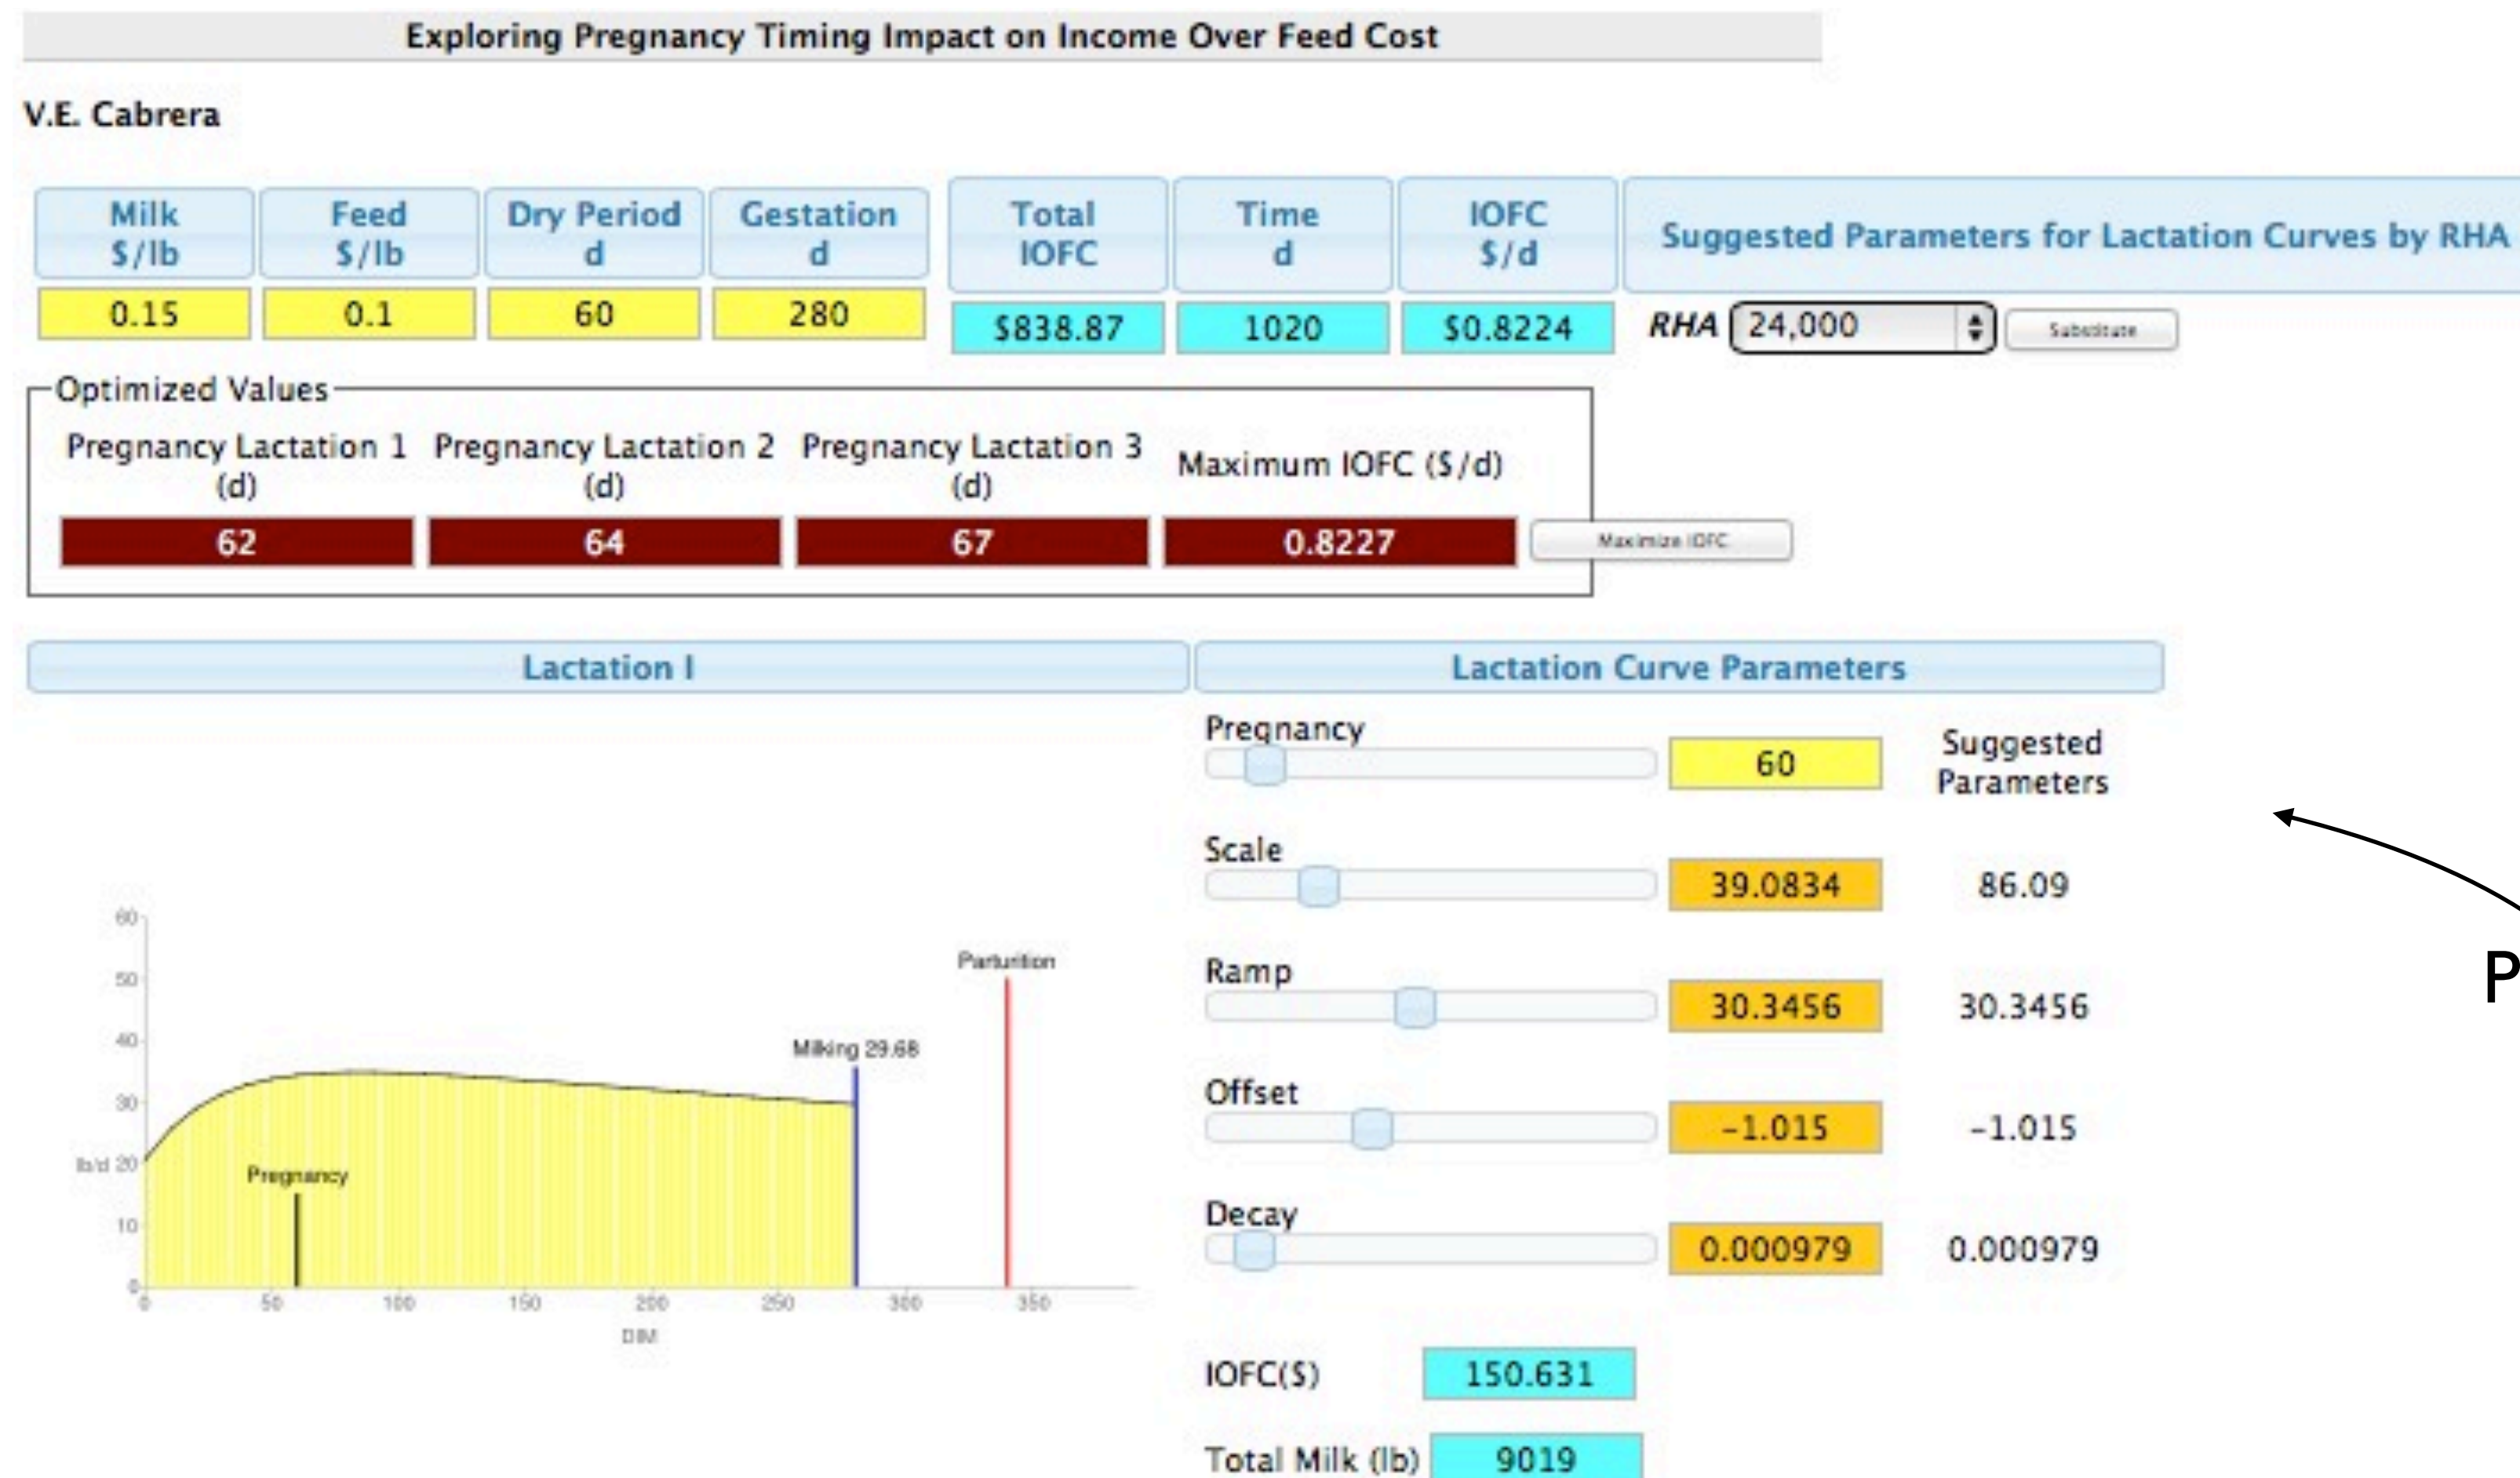 Exploring Pregnancy Timing Impact on Income Over Feed Cost
V.E. Cabrera
Milk $/lb
Feed $/lb
Dry Period d
Gestation d
Total IOFC
Time d
IOFC $/d
Suggested Parameters for Lactation Curves by RHA
0.15
0.1
60
280
$838.87
1020
$0.8224
RHA 24,000
Substitute
Optimized Values
Pregnancy Lactation 1 (d)
Pregnancy Lactation 2 (d)
Pregnancy Lactation 3 (d)
Maximum IOFC ($/d)
62
64
67
0.8227
Maximize IOFC
Lactation I
Lactation Curve Parameters
Pregnancy
60
Suggested
Parameters
Scale
39.0834
86.09
Ramp
30.3456
30.3456
Offset
-1.015
-1.015
Decay
0.000979
0.000979
IOFC($)
150.631
Total Milk (lb)
9019
60
50
40
30
lb/d 20
10
0
0 50 100 150 200 250 300 350
DIM
Pregnancy
Milking 29.68
Parturition
P